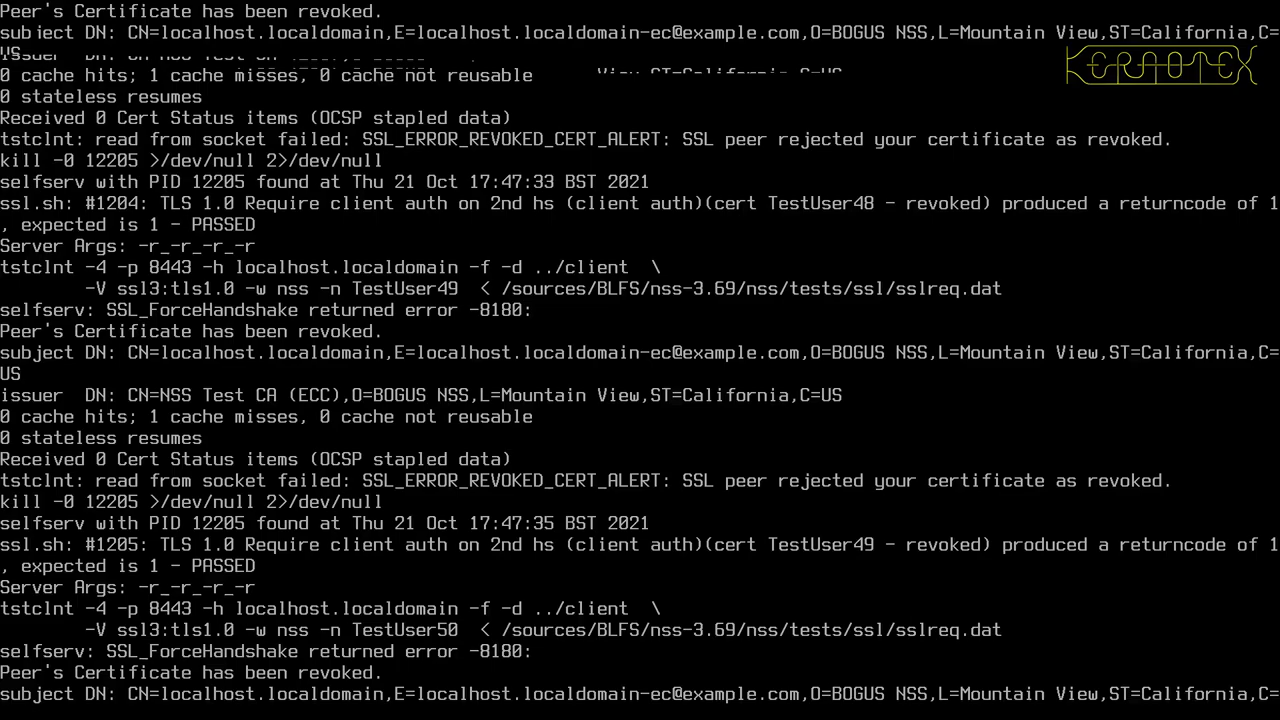 Peer's Certificate has been revoked.
subject DN: CN=localhost.localdomain,E=localhost.localdomain-ec@example.com,O=BOGUS NSS,L=Mountain View,ST=California,C=
US
issuer  DN:
View,ST=California,C=US
KERAOTEX
0 cache hits; 1 cache misses, 0 cache not reusable
0 stateless resumes
Received 0 Cert Status items (OCSP stapled data)
tstclnt: read from socket failed: SSL_ERROR_REVOKED_CERT_ALERT: SSL peer rejected your certificate as revoked.
kill -0 12205 >/dev/null 2>/dev/null
selfserv with PID 12205 found at Thu 21 Oct 17:47:33 BST 2021
ssl.sh: #1204: TLS 1.0 Require client auth on 2nd hs (client auth)(cert TestUser48 - revoked) produced a returncode of 1
, expected is 1 - PASSED
Server Args: -r_-r_-r_-r
tstclnt -4 -p 8443 -h localhost.localdomain -f -d ../client  \
        -V ssl3:tls1.0 -w nss -n TestUser49  < /sources/BLFS/nss-3.69/nss/tests/ssl/sslreq.dat
selfserv: SSL_ForceHandshake returned error -8180:
Peer's Certificate has been revoked.
subject DN: CN=localhost.localdomain,E=localhost.localdomain-ec@example.com,O=BOGUS NSS,L=Mountain View,ST=California,C=
US
issuer  DN: CN=NSS Test CA (ECC),O=BOGUS NSS,L=Mountain View,ST=California,C=US
0 cache hits; 1 cache misses, 0 cache not reusable
0 stateless resumes
Received 0 Cert Status items (OCSP stapled data)
tstclnt: read from socket failed: SSL_ERROR_REVOKED_CERT_ALERT: SSL peer rejected your certificate as revoked.
kill -0 12205 >/dev/null 2>/dev/null
selfserv with PID 12205 found at Thu 21 Oct 17:47:35 BST 2021
ssl.sh: #1205: TLS 1.0 Require client auth on 2nd hs (client auth)(cert TestUser49 - revoked) produced a returncode of 1
, expected is 1 - PASSED
Server Args: -r_-r_-r_-r
tstclnt -4 -p 8443 -h localhost.localdomain -f -d ../client  \
        -V ssl3:tls1.0 -w nss -n TestUser50  < /sources/BLFS/nss-3.69/nss/tests/ssl/sslreq.dat
selfserv: SSL_ForceHandshake returned error -8180:
Peer's Certificate has been revoked.
subject DN: CN=localhost.localdomain,E=localhost.localdomain-ec@example.com,O=BOGUS NSS,L=Mountain View,ST=California,C=